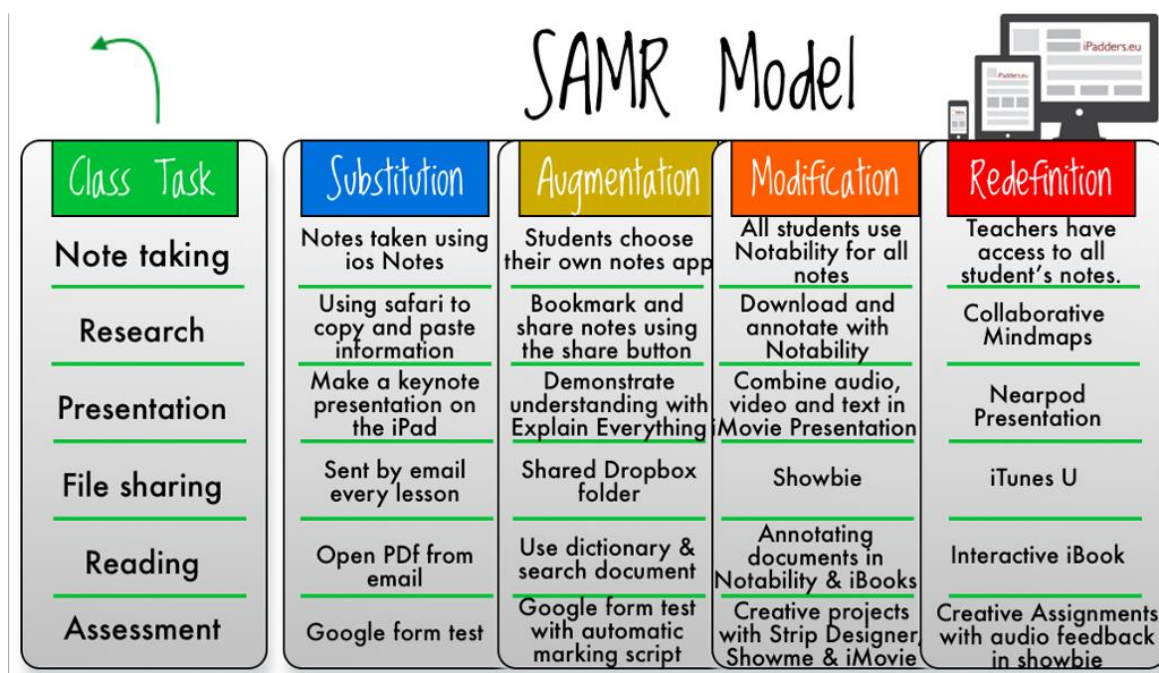 SAMR Model
iPadders.eu
iPadders.eu
Class Task
Substitution
Augmentation
Modification
Redefinition
Note taking
Notes taken using
ios Notes
Students choose
their own notes app
All students use
Notability for all
notes
Teachers have
access to all
student's notes.
Research
Using safari to
copy and paste
information
Bookmark and
share notes using
the share button
Download and
annotate with
Notability
Collaborative
Mindmaps
Presentation
Make a keynote
presentation on
the iPad
Demonstrate
understanding with
Explain Everything
Combine audio,
video and text in
iMovie Presentation
Nearpod
Presentation
File sharing
Sent by email
every lesson
Shared Dropbox
folder
Showbie
iTunes U
Reading
Open PDf from
email
Use dictionary &
search document
Annotating
documents in
Notability & iBooks
Interactive iBook
Assessment
Google form test
Google form test
with automatic
marking script
Creative projects
with Strip Designer,
Showme & iMovie
Creative Assignments
with audio feedback
in showbie